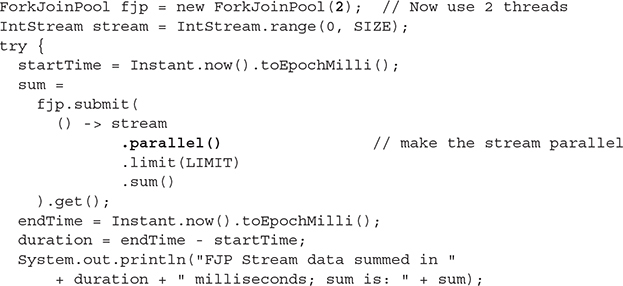 ForkJoinPool fjp = new ForkJoinPool(2);  // Now use 2 threads
IntStream stream = IntStream.range(0, SIZE);
try {
  startTime = Instant.now().toEpochMilli();
  sum =
    fjp.submit(
      () -> stream
            .parallel()            // make the stream parallel
            .limit(LIMIT)
            .sum()
    ).get();
  endTime = Instant.now().toEpochMilli();
  duration = endTime - startTime;
  System.out.println("FJP Stream data summed in "
     + duration + " milliseconds; sum is: " + sum);